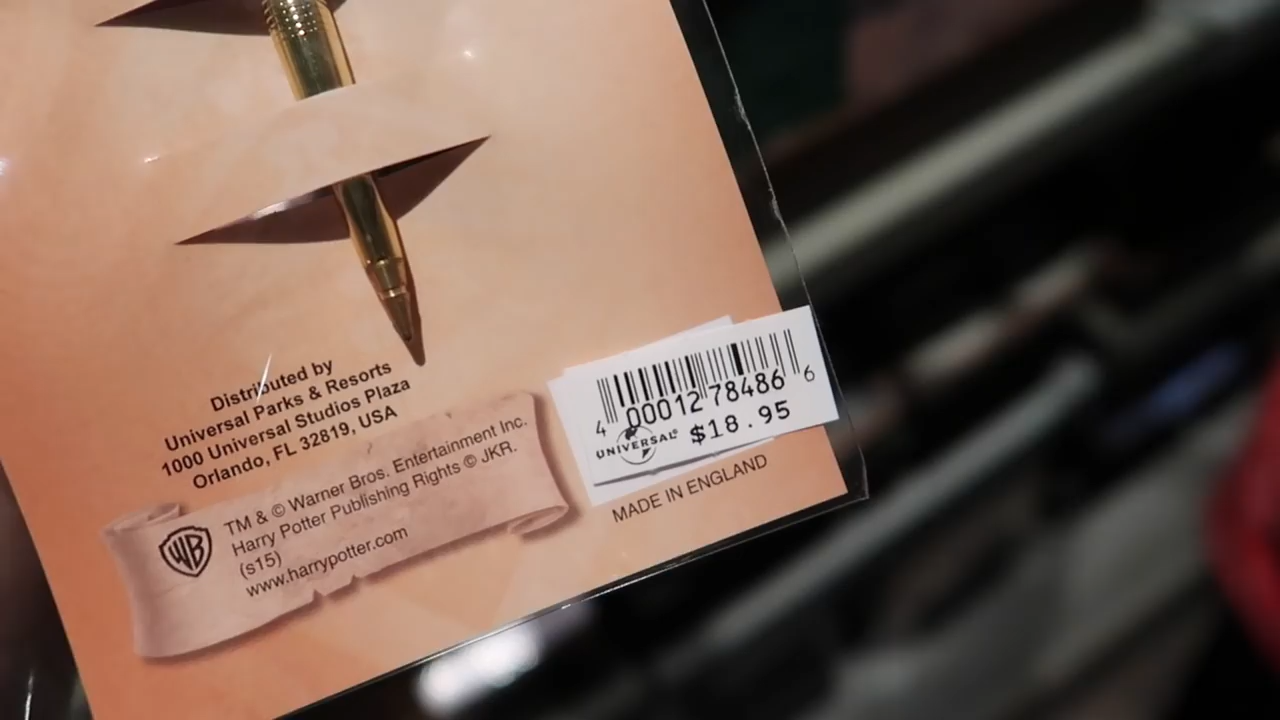 Distributed by
Universal Parks & Resorts
1000 Universal Studios Plaza
Orlando, FL 32819, USA
WB
TM & © Warner Bros. Entertainment Inc.
Harry Potter Publishing Rights © JKR.
(s15)
www.harrypotter.com
4 00012 78486 6
UNIVERSAL® $18.95
MADE IN ENGLAND